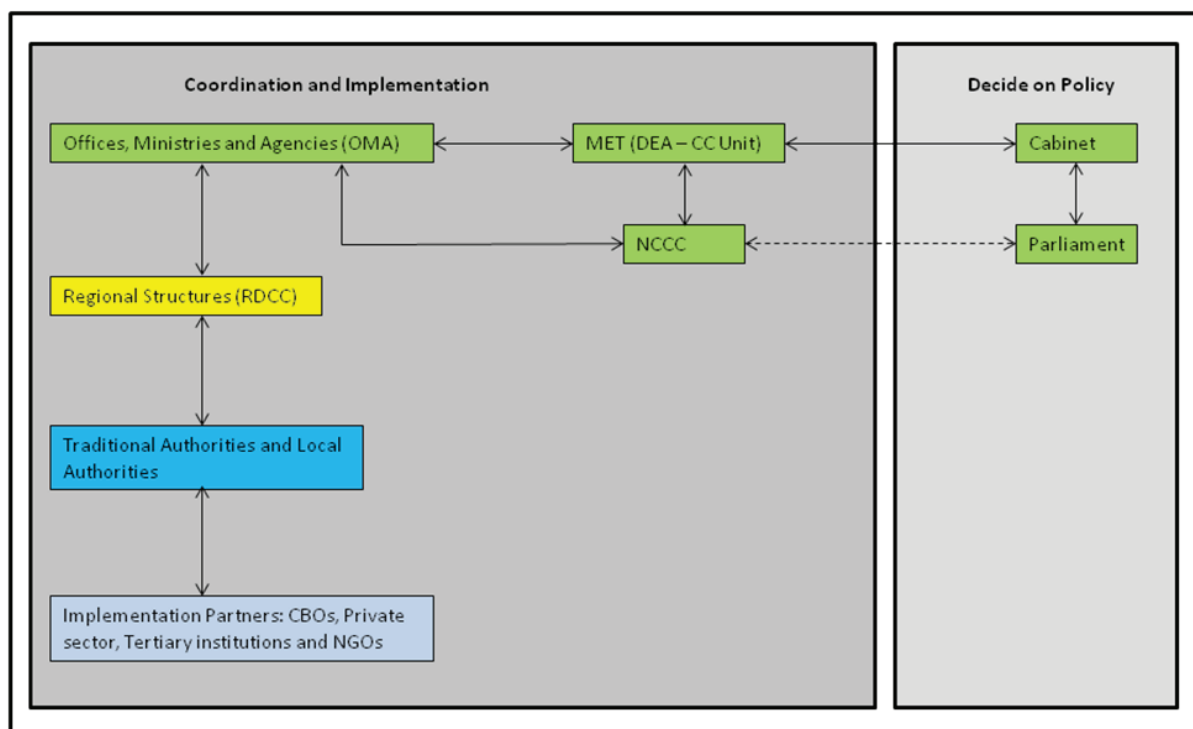 Coordination and Implementation
Decide on Policy
Offices, Ministries and Agencies (OMA)
MET (DEA – CC Unit)
Cabinet
NCCC
Parliament
Regional Structures (RDCC)
Traditional Authorities and Local
Authorities
Implementation Partners: CBOs, Private
sector, Tertiary institutions and NGOs